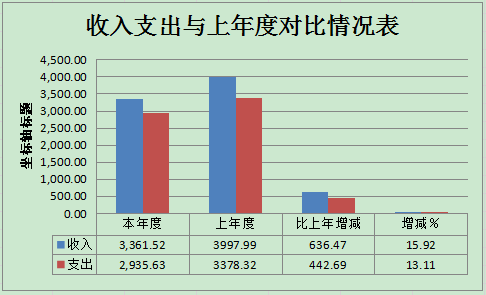 收入支出与上年度对比情况表
坐标轴标题
4,500.00
4,000.00
3,500.00
3,000.00
2,500.00
2,000.00
1,500.00
1,000.00
500.00
0.00
本年度 上年度 比上年增减 增减%
收入 3,361.52 3997.99 636.47 15.92
支出 2,935.63 3378.32 442.69 13.11